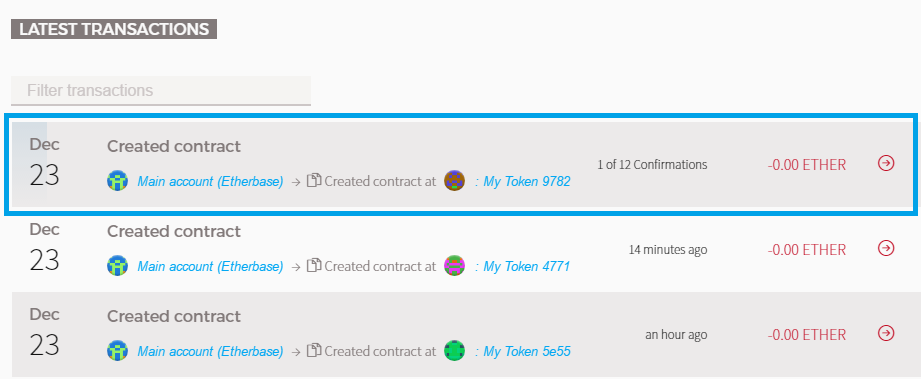 LATEST TRANSACTIONS
Filter transactions
Dec
23
Created contract
Main account (Etherbase) → Created contract at : My Token 9782
1 of 12 Confirmations
-0.00 ETHER
Dec
23
Created contract
Main account (Etherbase) → Created contract at : My Token 4771
14 minutes ago
-0.00 ETHER
Dec
23
Created contract
Main account (Etherbase) → Created contract at : My Token 5e55
an hour ago
-0.00 ETHER